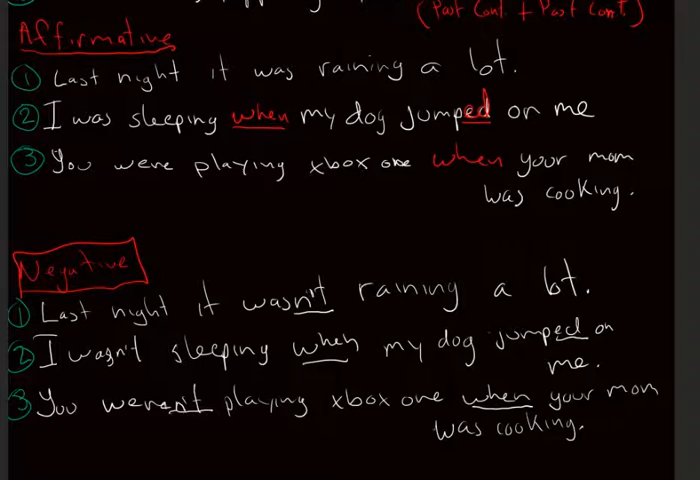 (Past Cont + Past Cont.)
Affirmative
① Last night it was raining a lot.
② I was sleeping when my dog jumped on me
③ You were playing xbox one when your mom
was cooking.
Negative
① Last night it wasn't raining a lot.
② I wasn't sleeping when my dog jumped on
me.
③ You weren't playing xbox one when your mom
was cooking.